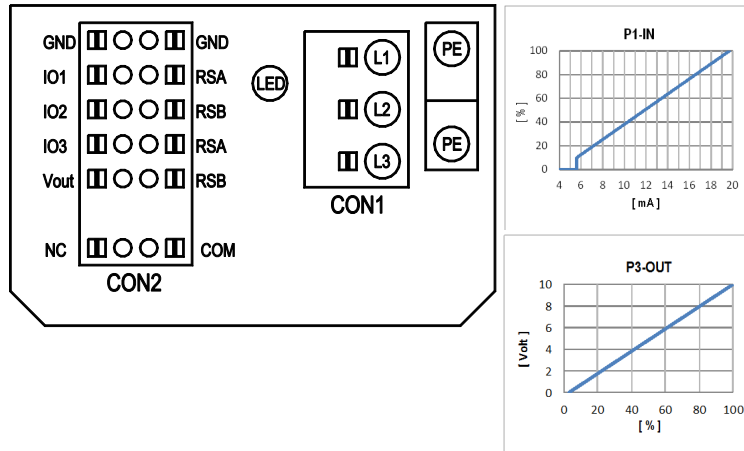 GND GND
IO1 RSA
IO2 RSB
IO3 RSA
Vout RSB
NC COM
CON2
LED
L1
L2
L3
CON1
PE
PE
P1-IN
[ % ]
100
80
60
40
20
0
4 6 8 10 12 14 16 18 20
[ mA ]
P3-OUT
[ Volt ]
10
8
6
4
2
0
0 20 40 60 80 100
[ % ]